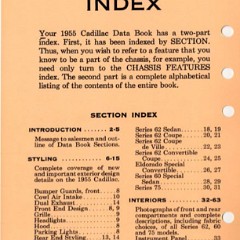 INDEX
Your 1955 Cadillac Data Book has a two-part
index. First, it has been indexed by SECTION.
Thus, when you wish to refer to a feature that you
know to be part of the chassis, for example, you
need only turn to the CHASSIS FEATURES
index. The second part is a complete alphabetical
listing of the contents of the entire book.
SECTION INDEX
INTRODUCTION 2-5
Message to salesmen and outline
of Data Book Sections.
STYLING 6-15
Complete coverage of new
and important exterior design
details on the 1955 Cadillac.
Bumper Guards, front 8
Cowl Air Intake 8
Dual Exhaust 14
Front End Design 8, 9
Grille 8
Headlights 8
Hood 8
Parking Lights 8
Rear End Styling 13, 14
Series 62 Sedan 18, 19
Series 62 Coupe 20, 21
Series 62 Coupe
de Ville 22, 23
Series 62 Convertible
Coupe 24, 25
Eldorado Special
Convertible 26, 27
Series 60 Special
Sedan 28, 29
Series 75 30, 31
INTERIORS 32-63
Photographs of front and rear
compartments and complete
descriptions, including fabric
choices, of all Series 62, 60
and 75 models.
Instrument Panel 33